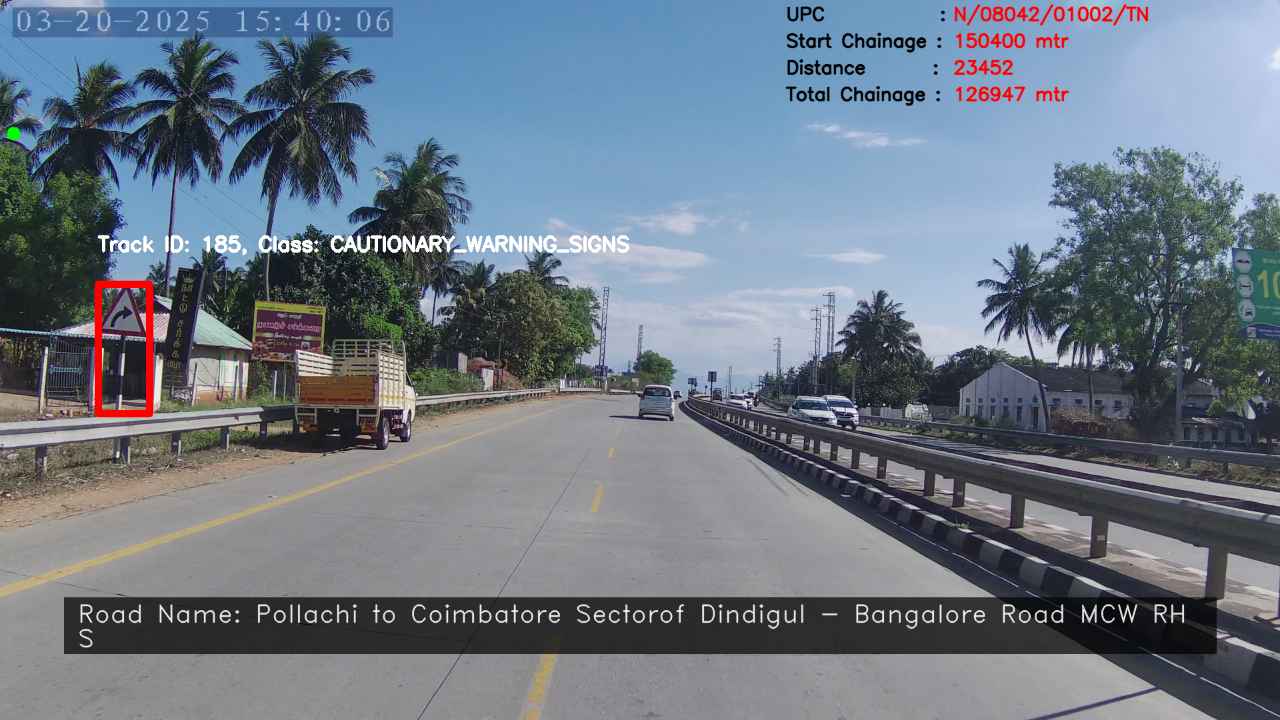 03-20-2025 15:40:06
UPC : N/08042/01002/TN
Start Chainage : 150400 mtr
Distance : 23452
Total Chainage : 126947 mtr
Track ID: 185, Class: CAUTIONARY_WARNING_SIGNS
10
Road Name: Pollachi to Coimbatore Sectorof Dindigul - Bangalore Road MCW RH
S